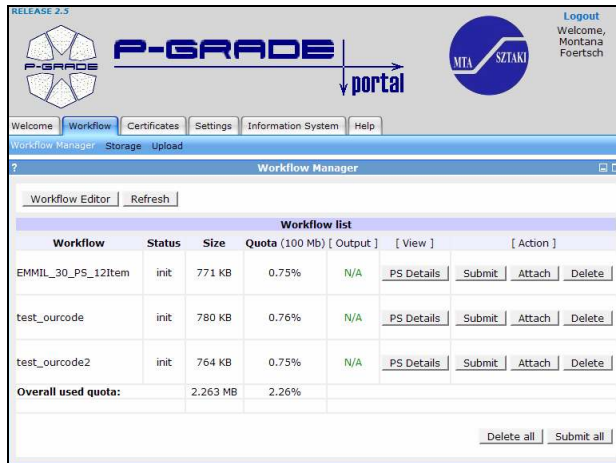 RELEASE 2.5
P-GRADE
P-GRADE
portal
MTA SZTAKI
Logout
Welcome,
Montana
Foertsch
Welcome Workflow Certificates Settings Information System Help
Workflow Manager Storage Upload
? Workflow Manager
Workflow Editor Refresh
Workflow list
Workflow Status Size Quota (100 Mb) [ Output ] [ View ] [ Action ]
EMMIL_30_PS_12Item init 771 KB 0.75% N/A PS Details Submit Attach Delete
test_ourcode init 780 KB 0.76% N/A PS Details Submit Attach Delete
test_ourcode2 init 764 KB 0.75% N/A PS Details Submit Attach Delete
Overall used quota: 2.263 MB 2.26%
Delete all Submit all